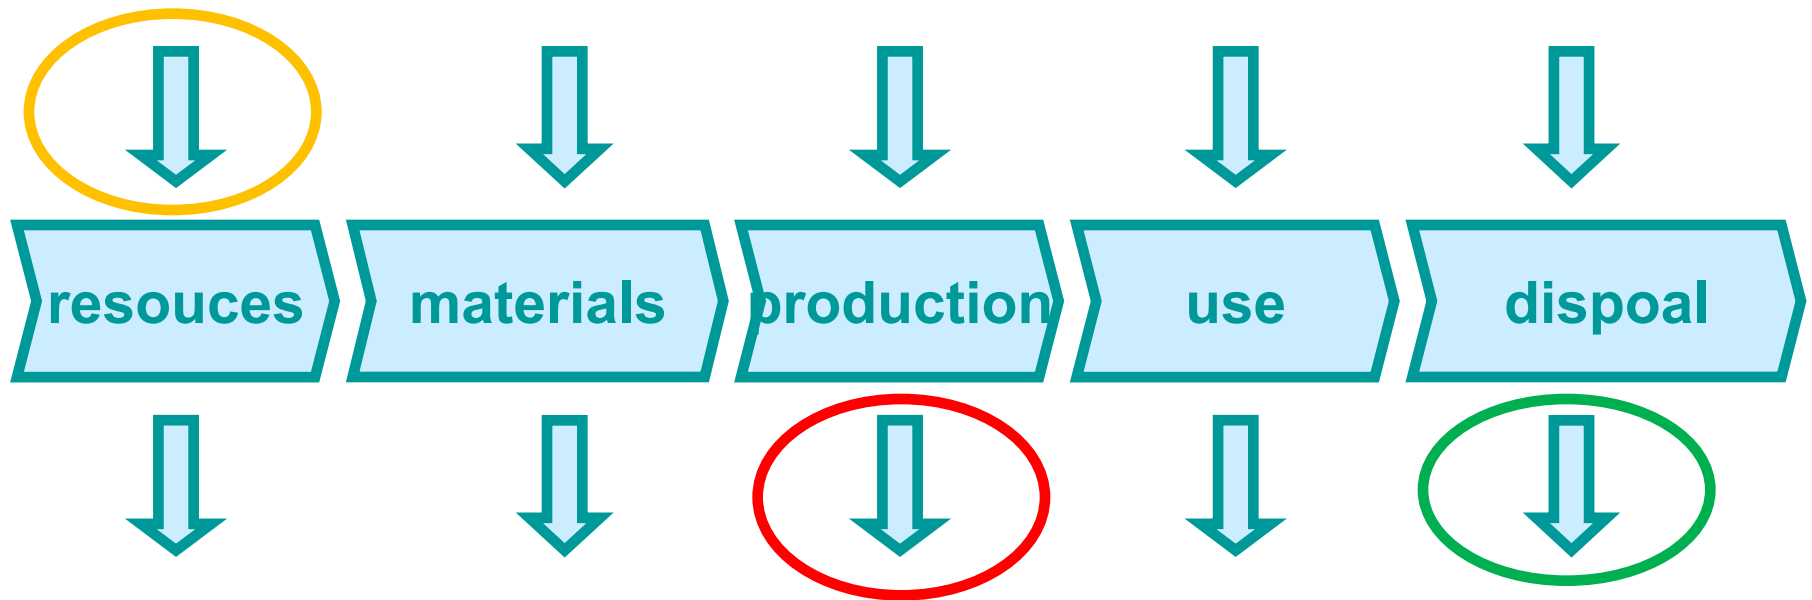 resouces
materials
production
use
dispoal